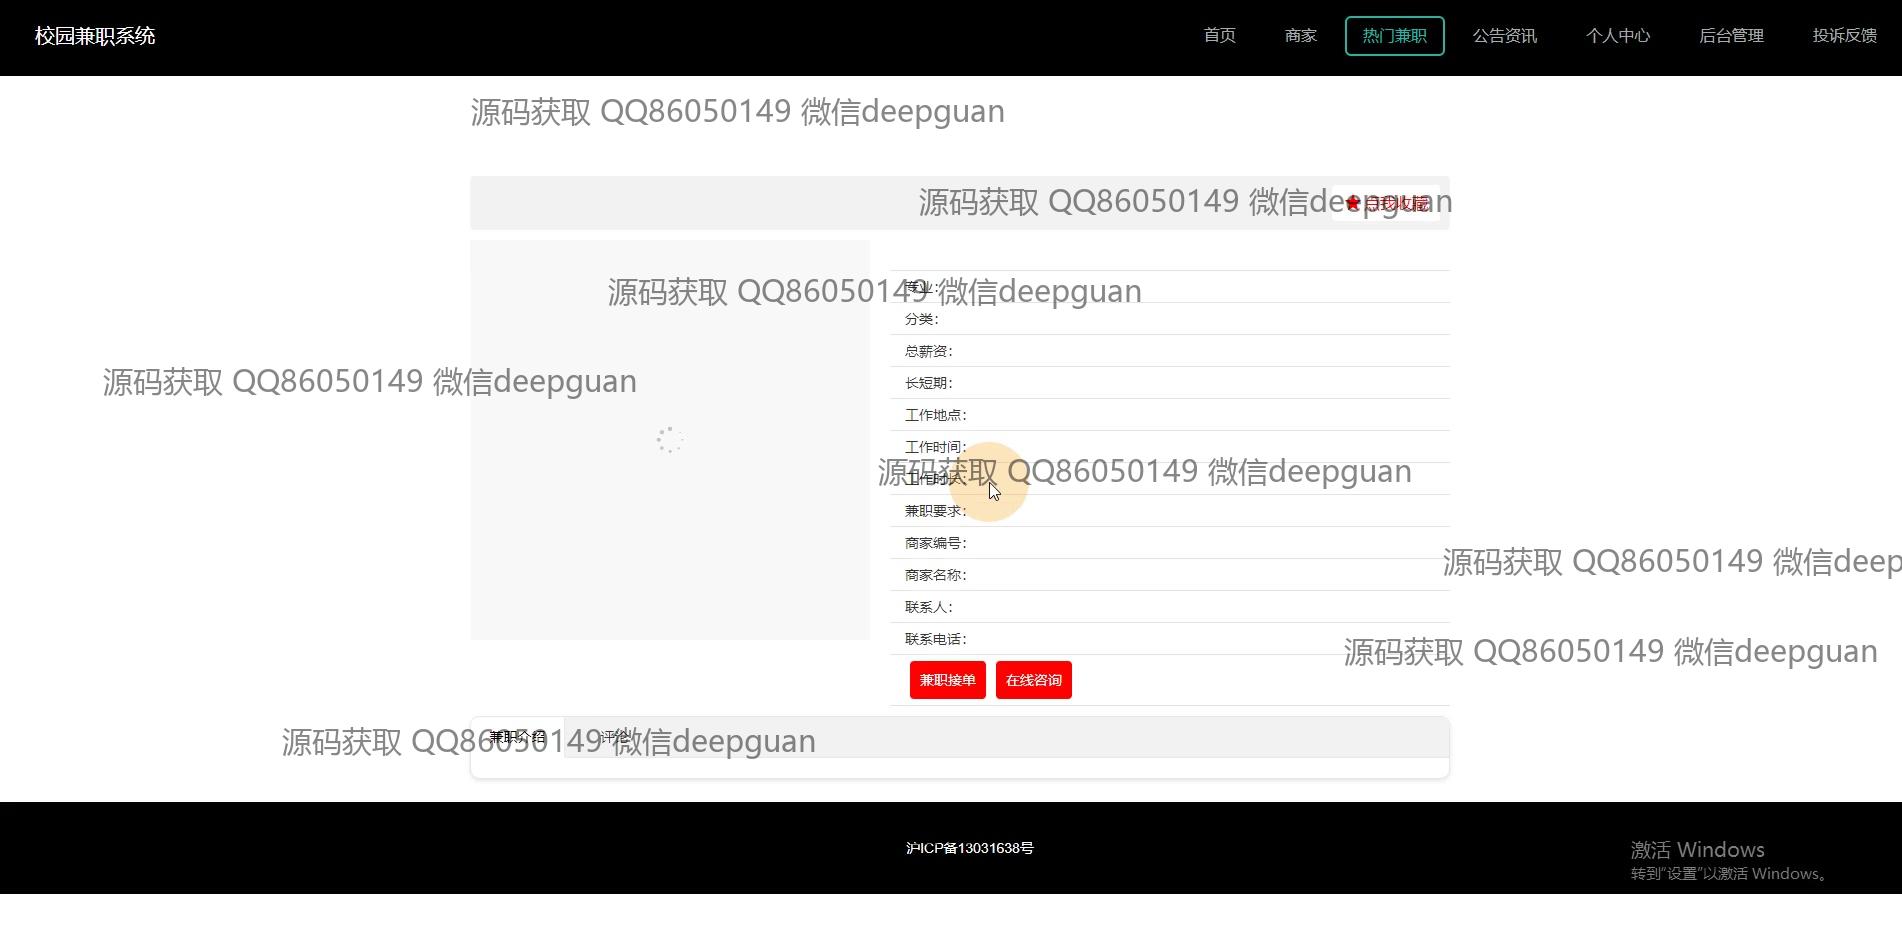 校园兼职系统 首页 商家 热门兼职 公告资讯 个人中心 后台管理 投诉反馈
源码获取 QQ86050149 微信deepguan
源码获取 QQ86050149 微信deepguan
★ 点我收藏
源码获取 QQ86050149 微信deepguan
专业：
分类：
总薪资：
长短期：
源码获取 QQ86050149 微信deepguan
工作地点：
工作时间：
源码获取 QQ86050149 微信deepguan
工作时长：
兼职要求：
商家编号：
源码获取 QQ86050149 微信deep
商家名称：
联系人：
联系电话：
源码获取 QQ86050149 微信deepguan
兼职接单 在线咨询
兼职介绍 评论
源码获取 QQ86050149 微信deepguan
沪ICP备13031638号
激活 Windows
转到“设置”以激活 Windows。